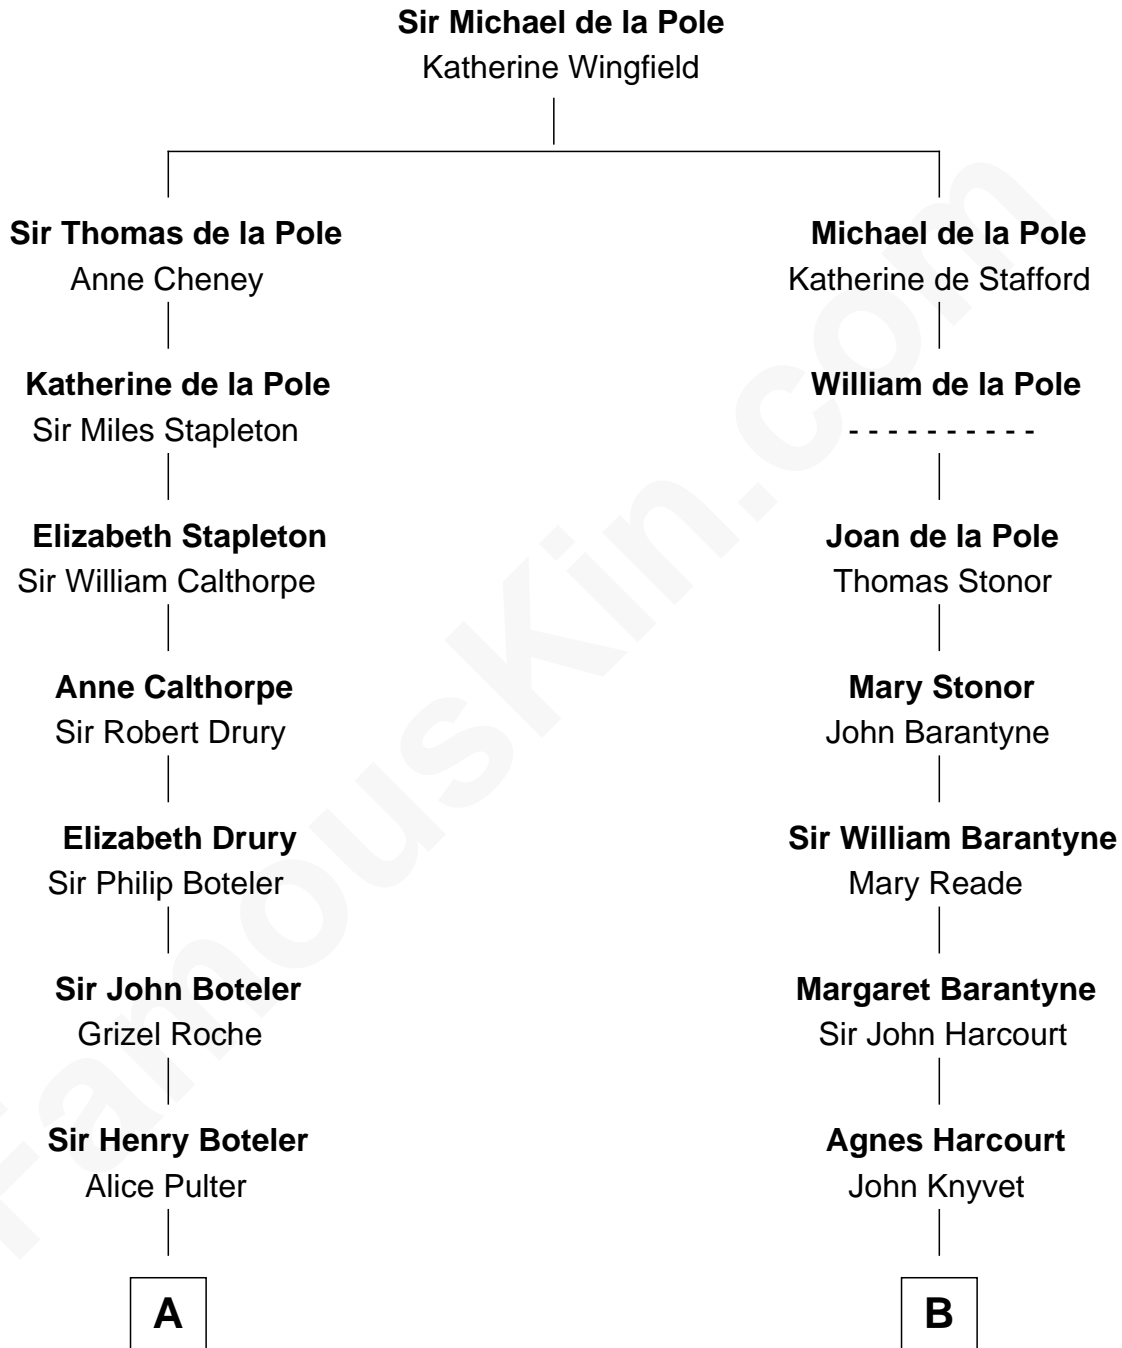 Sir Michael de la Pole
Katherine Wingfield
Sir Thomas de la Pole
Anne Cheney
Michael de la Pole
Katherine de Stafford
Katherine de la Pole
Sir Miles Stapleton
William de la Pole
- - - - - - - - - -
Elizabeth Stapleton
Sir William Calthorpe
Joan de la Pole
Thomas Stonor
Anne Calthorpe
Sir Robert Drury
Mary Stonor
John Barantyne
Elizabeth Drury
Sir Philip Boteler
Sir William Barantyne
Mary Reade
Sir John Boteler
Grizel Roche
Margaret Barantyne
Sir John Harcourt
Sir Henry Boteler
Alice Pulter
Agnes Harcourt
John Knyvet
A
B
FamousKin.com